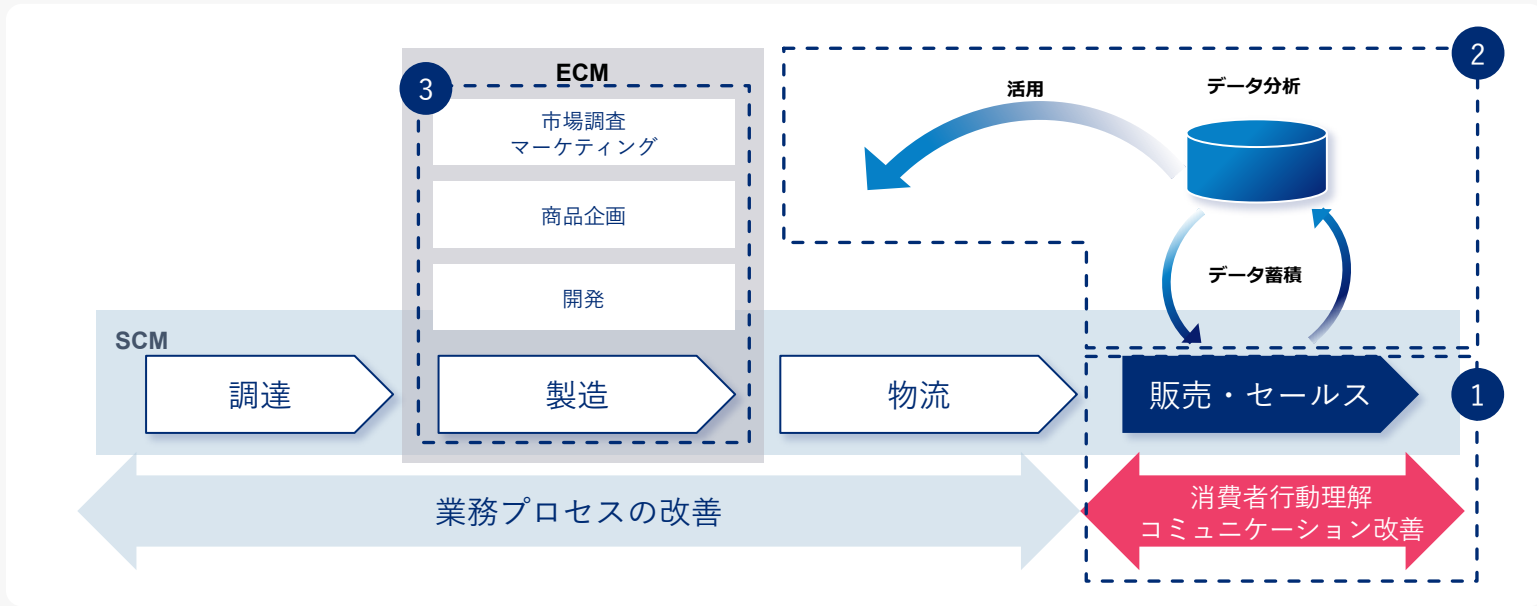 ECM
3
市場調査
マーケティング
商品企画
開発
2
活用
データ分析
データ蓄積
SCM
調達
製造
物流
販売・セールス
1
業務プロセスの改善
消費者行動理解
コミュニケーション改善